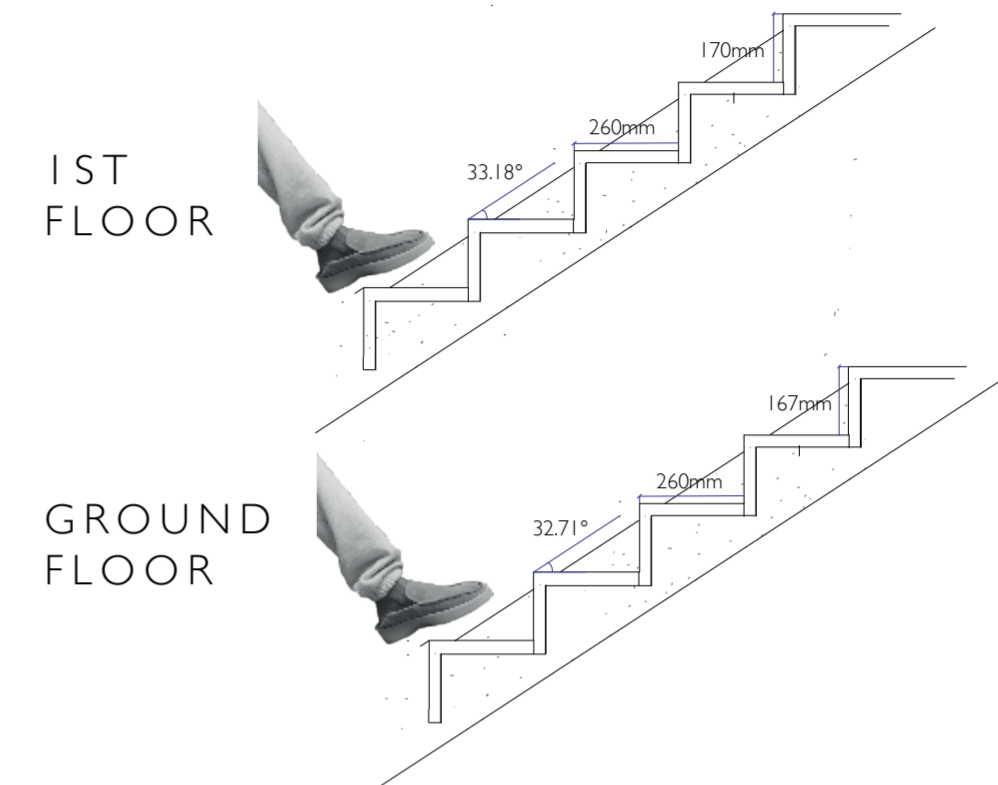 1ST
FLOOR
170mm
260mm
33.18°
GROUND
FLOOR
167mm
260mm
32.71°